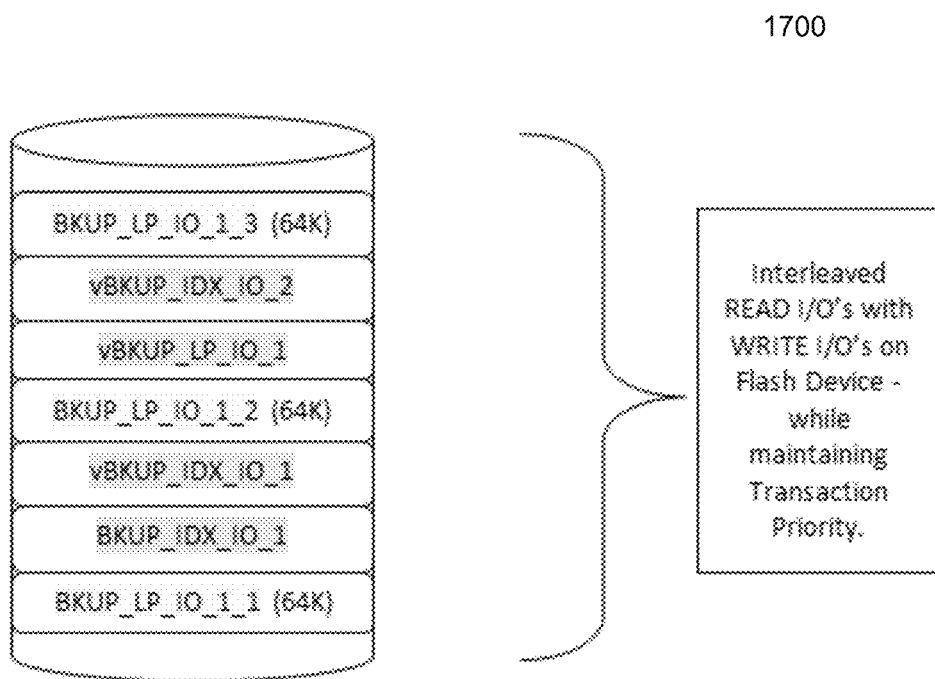 1700
BKUP_LP_IO_1_3 (64K)
vBKUP_IDX_IO_2
vBKUP_LP_IO_1
BKUP_LP_IO_1_2 (64K)
vBKUP_IDX_IO_1
BKUP_IDX_IO_1
BKUP_LP_IO_1_1 (64K)
Interleaved
READ I/O's with
WRITE I/O's on
Flash Device -
while
maintaining
Transaction
Priority.